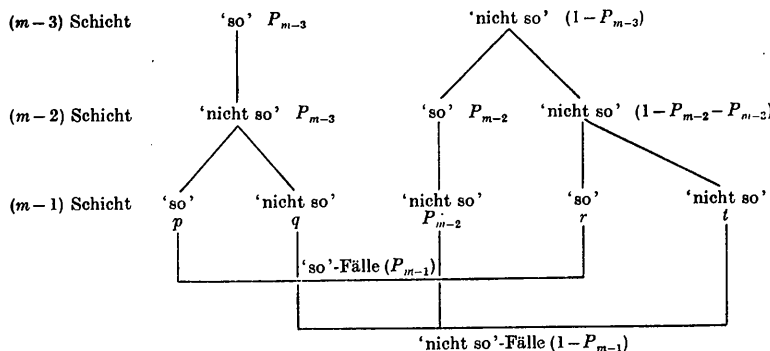 (m−3) Schicht 'so' P_{m−3} 'nicht so' (1−P_{m−3})
(m−2) Schicht 'nicht so' P_{m−3} 'so' P_{m−2} 'nicht so' (1−P_{m−2}−P_{m−2})
(m−1) Schicht 'so' 'nicht so' 'nicht so' 'so' 'nicht so'
p q P_{m−2} r t
'so'-Fälle (P_{m−1})
'nicht so'-Fälle (1−P_{m−1})